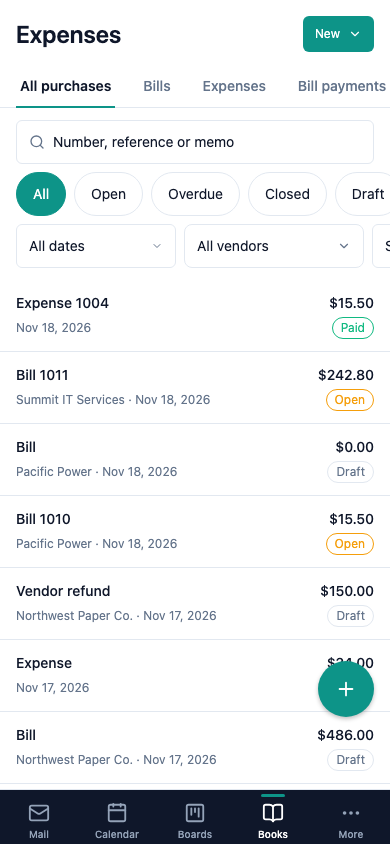 Expenses
New
All purchases Bills Expenses Bill payments
Number, reference or memo
All Open Overdue Closed Draft
All dates All vendors
Expense 1004 $15.50
Nov 18, 2026 Paid
Bill 1011 $242.80
Summit IT Services · Nov 18, 2026 Open
Bill $0.00
Pacific Power · Nov 18, 2026 Draft
Bill 1010 $15.50
Pacific Power · Nov 18, 2026 Open
Vendor refund $150.00
Northwest Paper Co. · Nov 17, 2026 Draft
Expense
Nov 17, 2026
Bill $486.00
Northwest Paper Co. · Nov 17, 2026 Draft
Mail Calendar Boards Books More